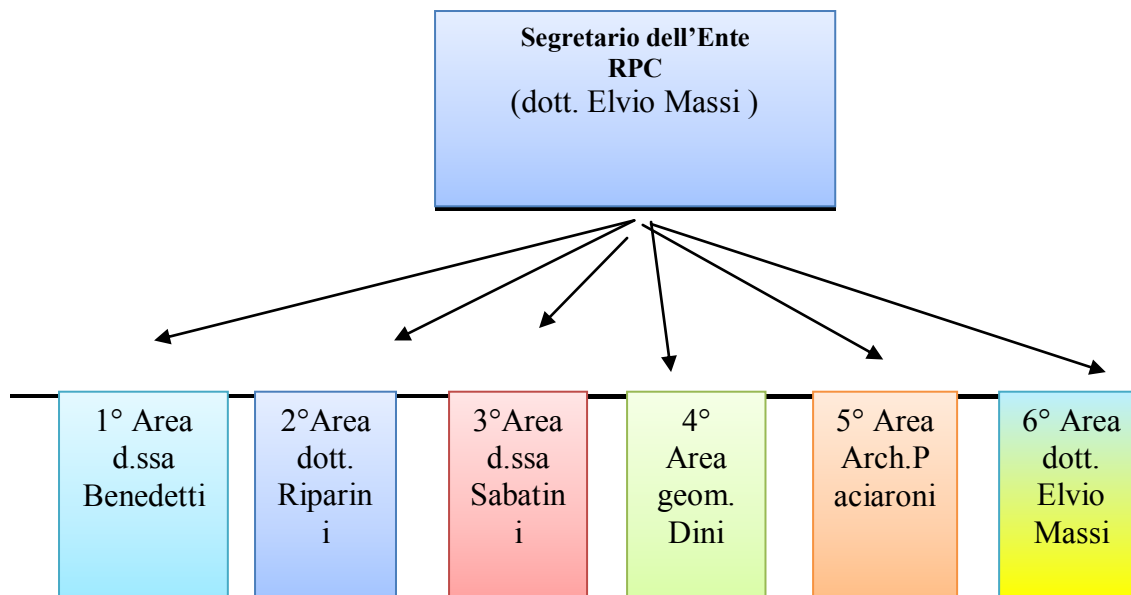 Segretario dell’Ente
RPC
(dott. Elvio Massi )
1° Area
d.ssa
Benedetti
2°Area
dott.
Riparin
i
3°Area
d.ssa
Sabatin
i
4°
Area
geom.
Dini
5° Area
Arch.P
aciaroni
6° Area
dott.
Elvio
Massi